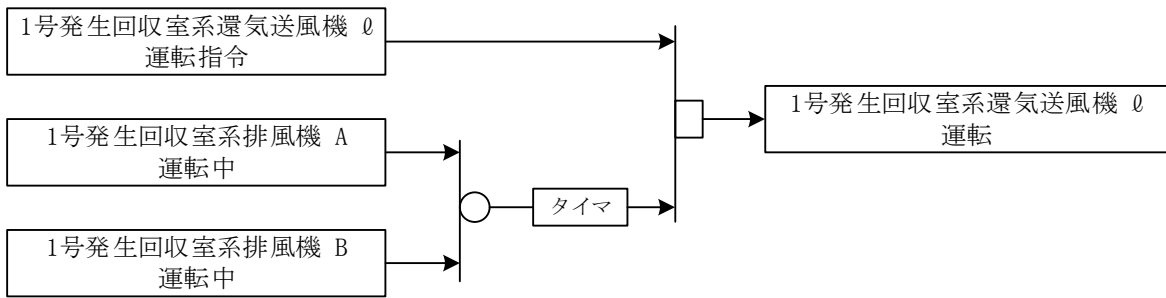 1号発生回収室系還気送風機 ℓ
運転指令
1号発生回収室系排風機 A
運転中
1号発生回収室系排風機 B
運転中
タイマ
1号発生回収室系還気送風機 ℓ
運転